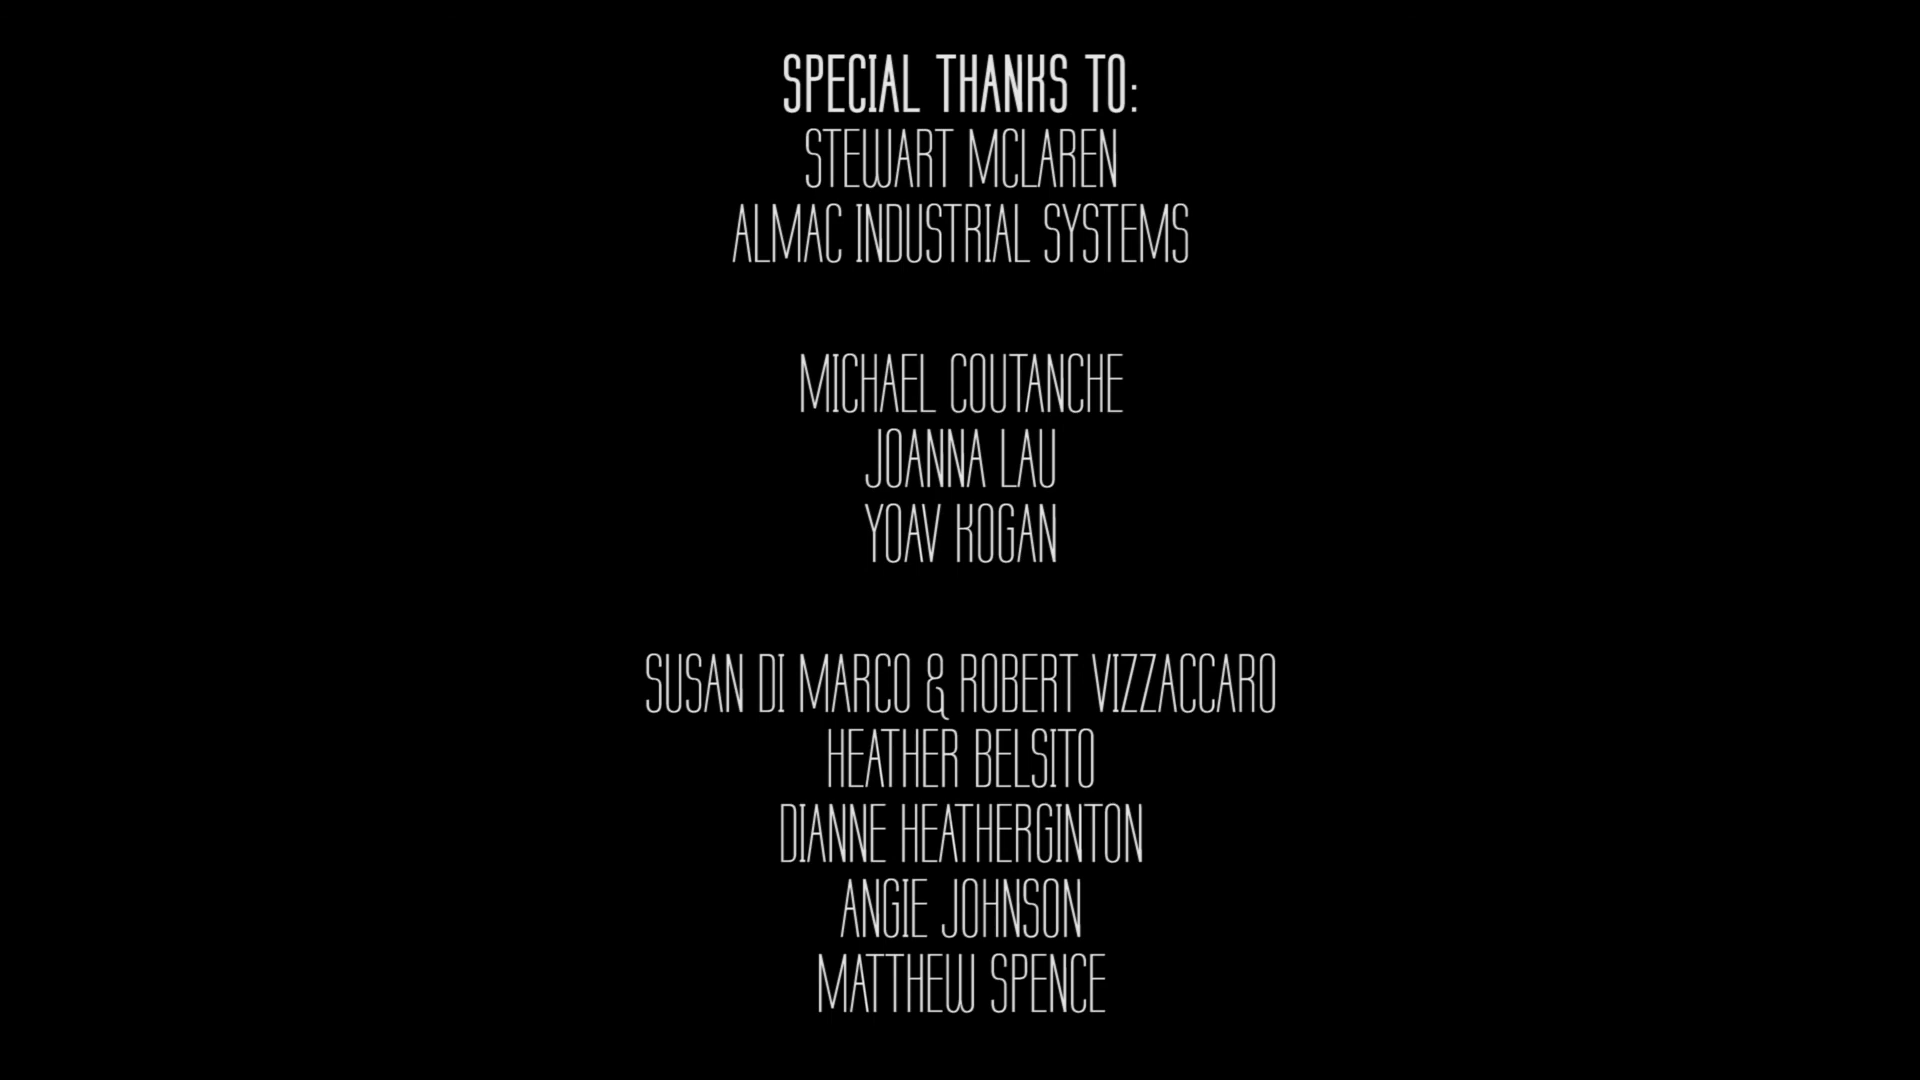 SPECIAL THANKS TO:
STEWART MCLAREN
ALMAC INDUSTRIAL SYSTEMS
MICHAEL COUTANCHE
JOANNA LAU
YOAV KOGAN
SUSAN DI MARCO & ROBERT VIZZACCARO
HEATHER BELSITO
DIANNE HEATHERGINTON
ANGIE JOHNSON
MATTHEW SPENCE